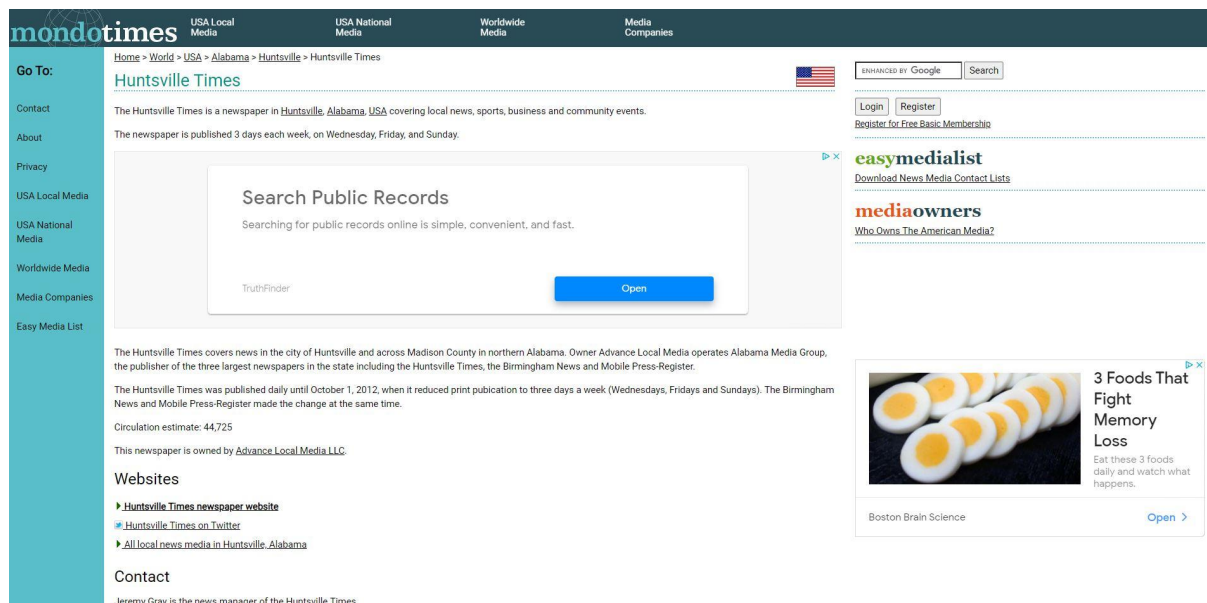 mondotimes
USA Local
Media
USA National
Media
Worldwide
Media
Media
Companies
Go To:
Contact
About
Privacy
USA Local Media
USA National
Media
Worldwide Media
Media Companies
Easy Media List
Home > World > USA > Alabama > Huntsville > Huntsville Times
Huntsville Times
The Huntsville Times is a newspaper in Huntsville, Alabama, USA covering local news, sports, business and community events.
The newspaper is published 3 days each week, on Wednesday, Friday, and Sunday.
Search Public Records
Searching for public records online is simple, convenient, and fast.
TruthFinder
Open
The Huntsville Times covers news in the city of Huntsville and across Madison County in northern Alabama. Owner Advance Local Media operates Alabama Media Group,
the publisher of the three largest newspapers in the state including the Huntsville Times, the Birmingham News and Mobile Press-Register.
The Huntsville Times was published daily until October 1, 2012, when it reduced print pubication to three days a week (Wednesdays, Fridays and Sundays). The Birmingham
News and Mobile Press-Register made the change at the same time.
Circulation estimate: 44,725
This newspaper is owned by Advance Local Media LLC.
Websites
Huntsville Times newspaper website
Huntsville Times on Twitter
All local news media in Huntsville, Alabama
Contact
Jeremy Gray is the news manager of the Huntsville Times
ENHANCED BY Google
Search
Login
Register
Register for Free Basic Membership
easymedialist
Download News Media Contact Lists
mediaowners
Who Owns The American Media?
3 Foods That
Fight
Memory
Loss
Eat these 3 foods
daily and watch what
happens.
Boston Brain Science
Open >